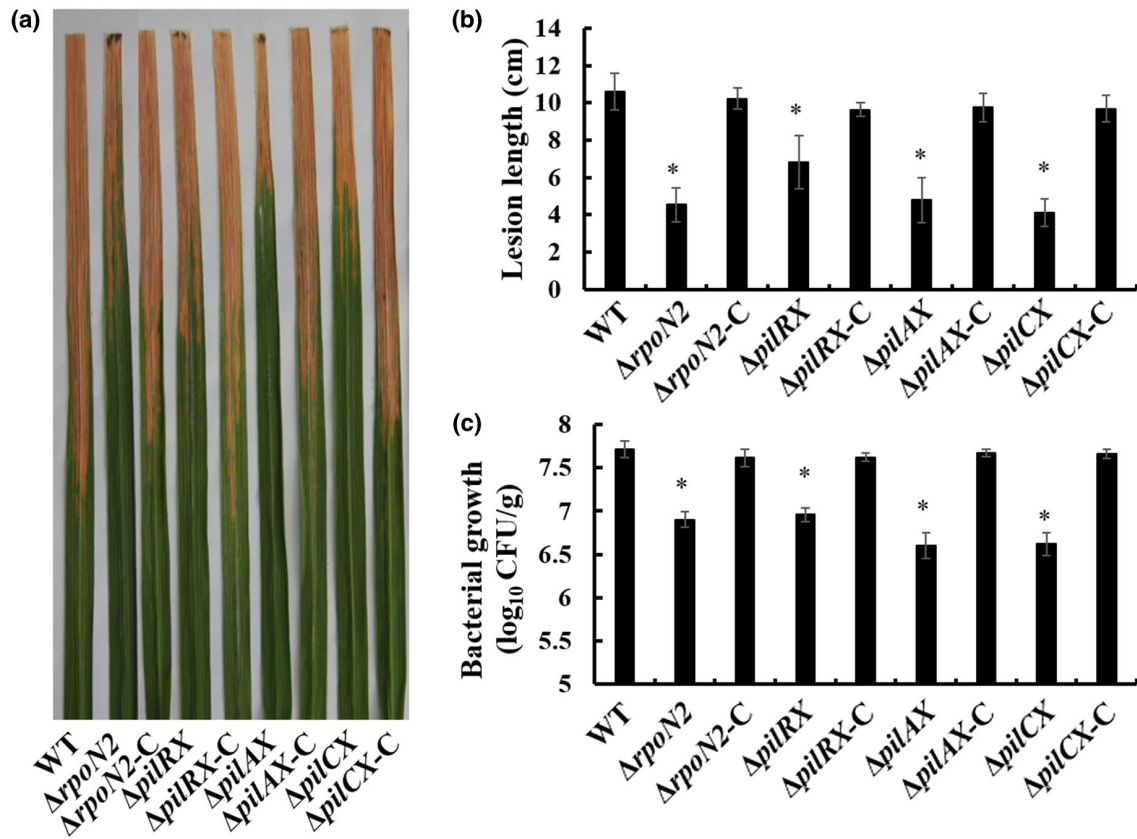 (a)
WT
ΔrpoN2
ΔrpoN2-C
ΔpilRX
ΔpilRX-C
ΔpilAX
ΔpilAX-C
ΔpilCX
ΔpilCX-C
(b)
Lesion length (cm)
14
12
10
8
6
4
2
0
*
*
*
*
WT
ΔrpoN2
ΔrpoN2-C
ΔpilRX
ΔpilRX-C
ΔpilAX
ΔpilAX-C
ΔpilCX
ΔpilCX-C
(c)
Bacterial growth
(log₁₀ CFU/g)
8
7.5
7
6.5
6
5.5
5
*
*
*
*
WT
ΔrpoN2
ΔrpoN2-C
ΔpilRX
ΔpilRX-C
ΔpilAX
ΔpilAX-C
ΔpilCX
ΔpilCX-C